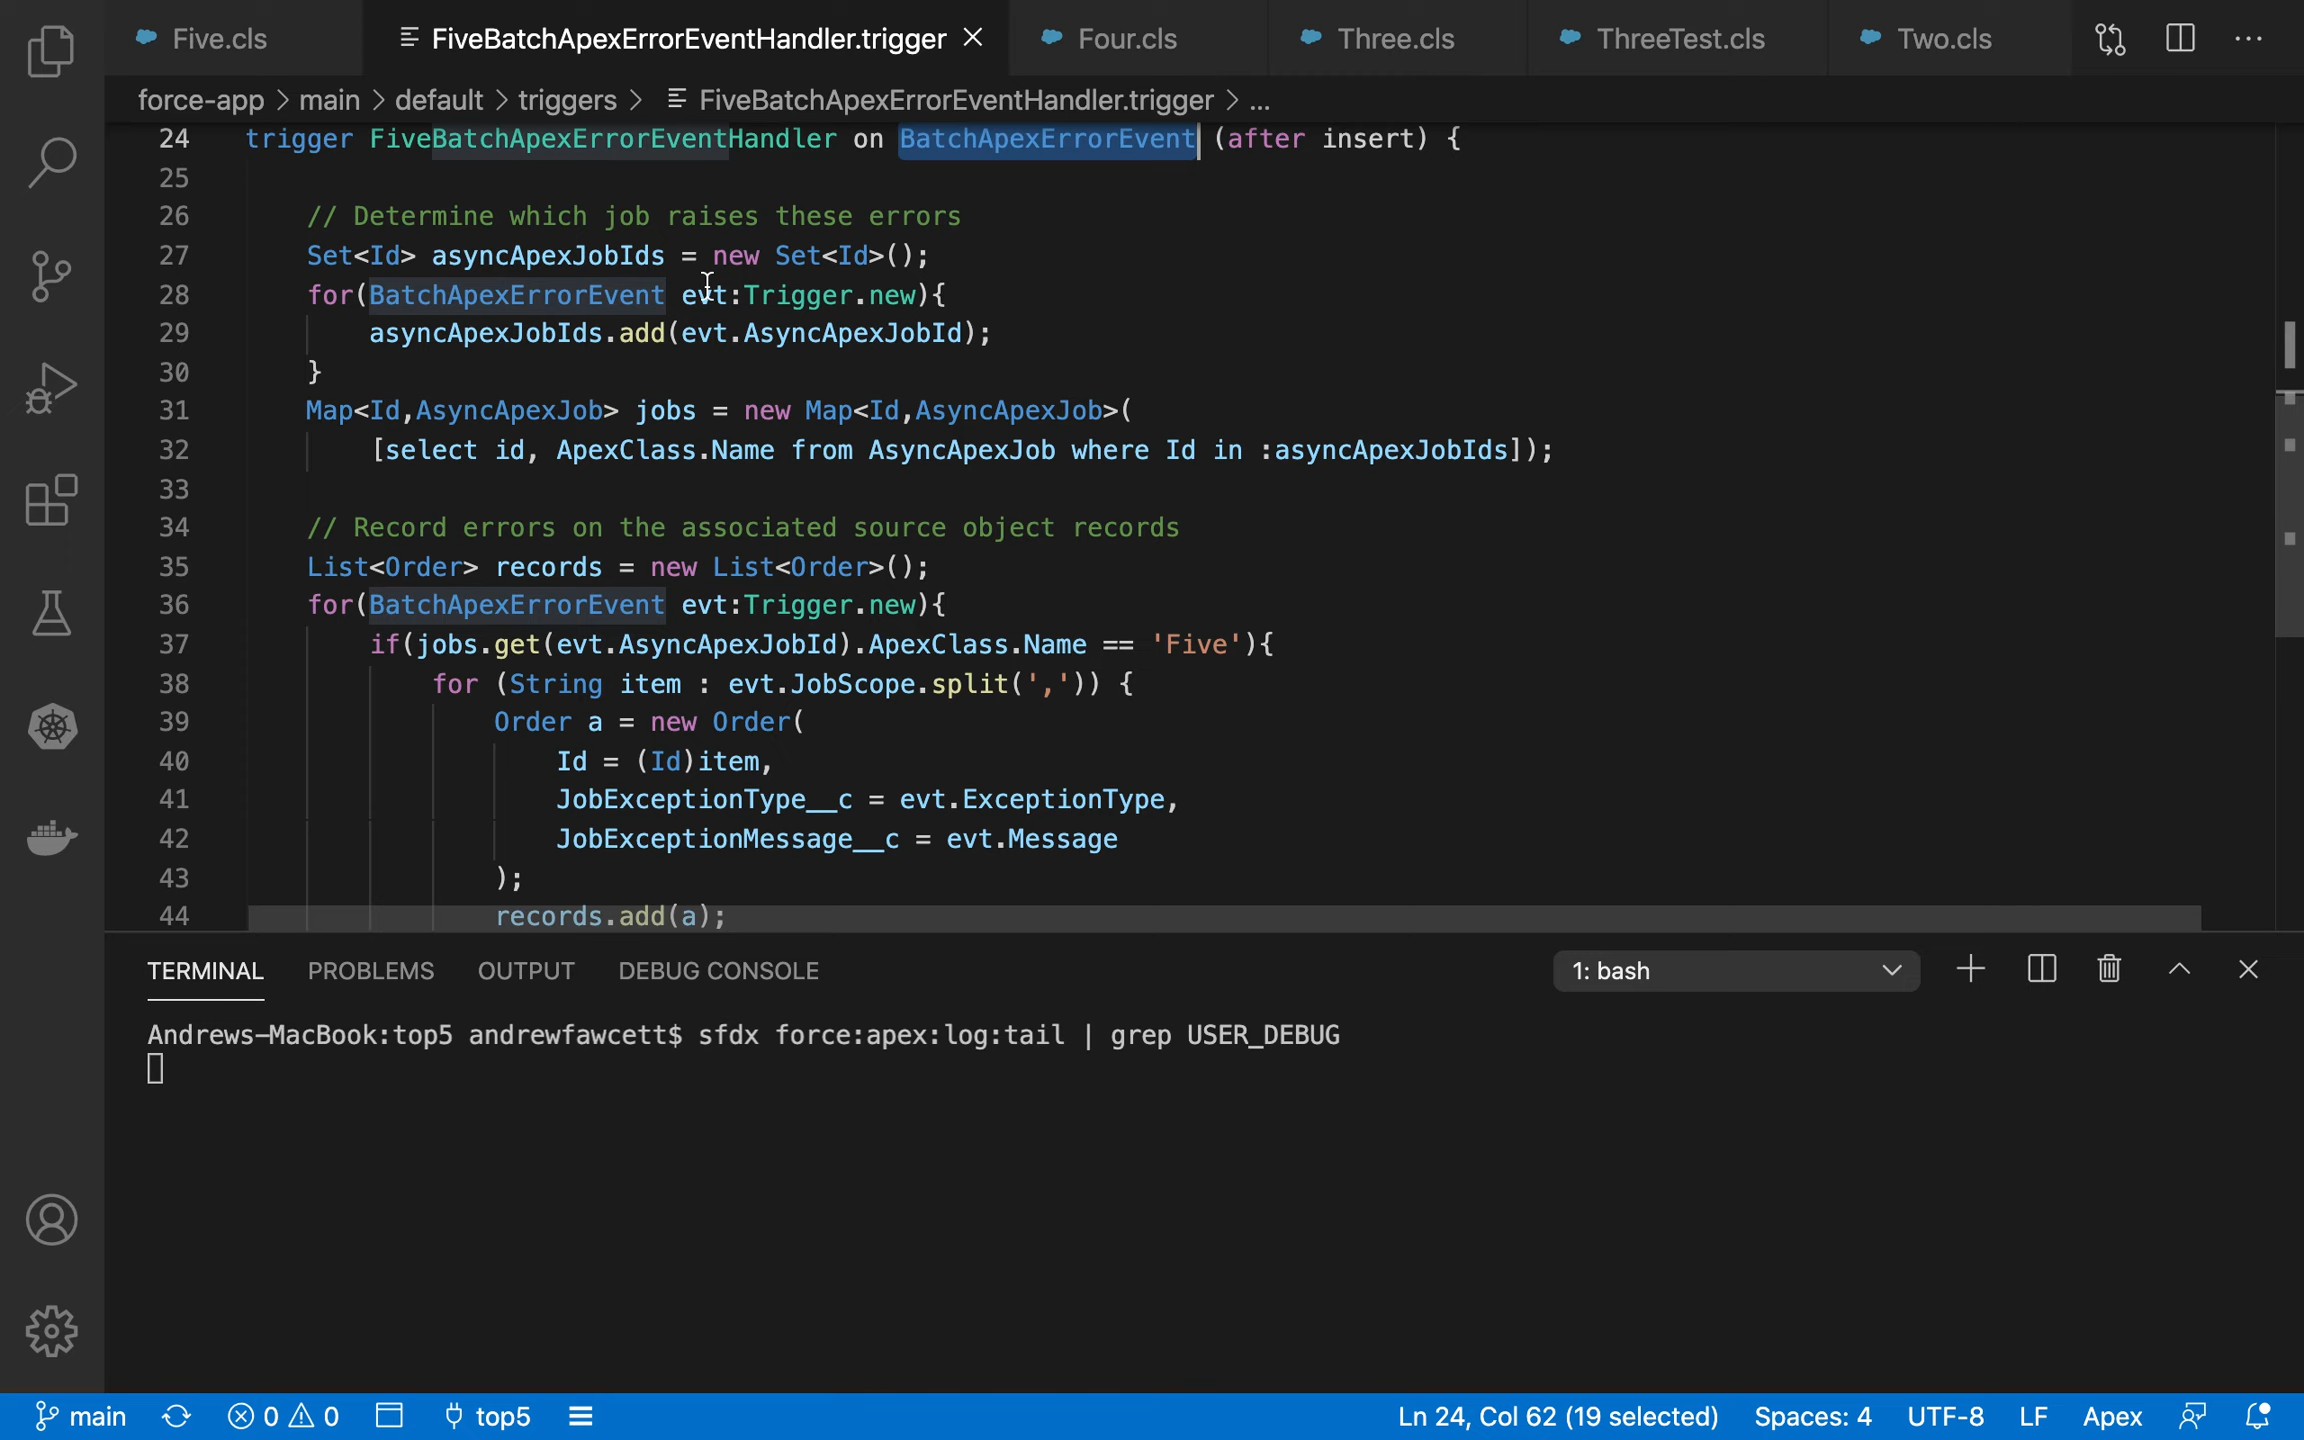 Five.cls
FiveBatchApexErrorEventHandler.trigger
Four.cls
Three.cls
ThreeTest.cls
Two.cls
force-app > main > default > triggers > FiveBatchApexErrorEventHandler.trigger > ...
24 trigger FiveBatchApexErrorEventHandler on BatchApexErrorEvent (after insert) {
25
26 // Determine which job raises these errors
27 Set<Id> asyncApexJobIds = new Set<Id>();
28 for(BatchApexErrorEvent evt:Trigger.new){
29 asyncApexJobIds.add(evt.AsyncApexJobId);
30 }
31 Map<Id,AsyncApexJob> jobs = new Map<Id,AsyncApexJob>(
32 [select id, ApexClass.Name from AsyncApexJob where Id in :asyncApexJobIds]);
33
34 // Record errors on the associated source object records
35 List<Order> records = new List<Order>();
36 for(BatchApexErrorEvent evt:Trigger.new){
37 if(jobs.get(evt.AsyncApexJobId).ApexClass.Name == 'Five'){
38 for (String item : evt.JobScope.split(',')) {
39 Order a = new Order(
40 Id = (Id)item,
41 JobExceptionType__c = evt.ExceptionType,
42 JobExceptionMessage__c = evt.Message
43 );
44 records.add(a);
TERMINAL PROBLEMS OUTPUT DEBUG CONSOLE 1: bash
Andrews-MacBook:top5 andrewfawcett$ sfdx force:apex:log:tail | grep USER_DEBUG
main 0 0 top5 Ln 24, Col 62 (19 selected) Spaces: 4 UTF-8 LF Apex